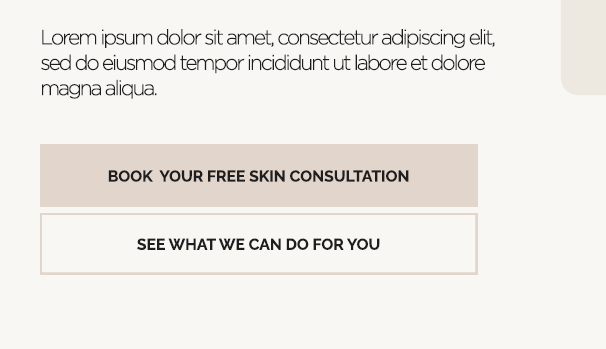 Lorem ipsum dolor sit amet, consectetur adipiscing elit,
sed do eiusmod tempor incididunt ut labore et dolore
magna aliqua.
BOOK  YOUR FREE SKIN CONSULTATION
SEE WHAT WE CAN DO FOR YOU